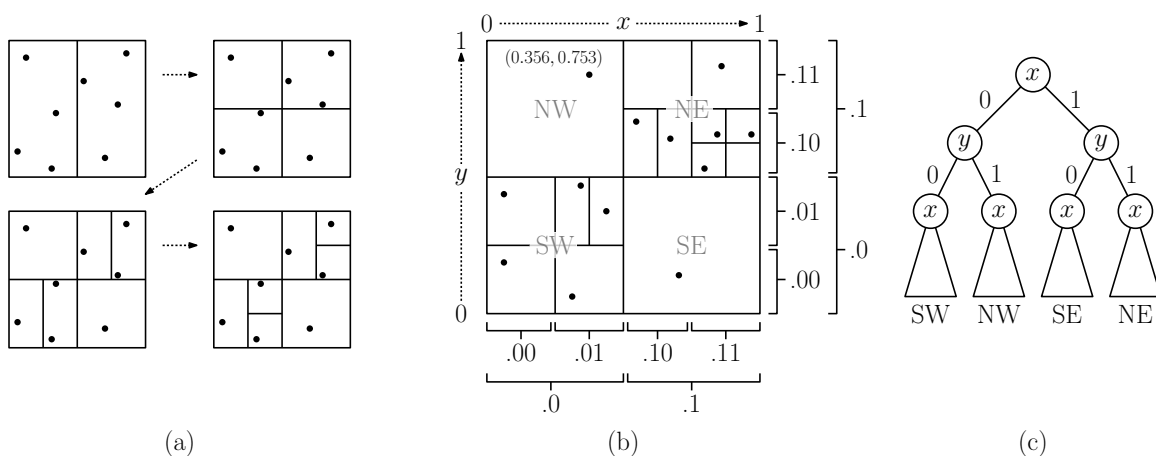 0
x
1
1
y
0
(0.356, 0.753)
NW
NE
SW
SE
.11
.10
.01
.00
.1
.0
.00
.01
.10
.11
.0
.1
x
0
1
y
y
0
1
0
1
x
x
x
x
SW
NW
SE
NE
(a)
(b)
(c)